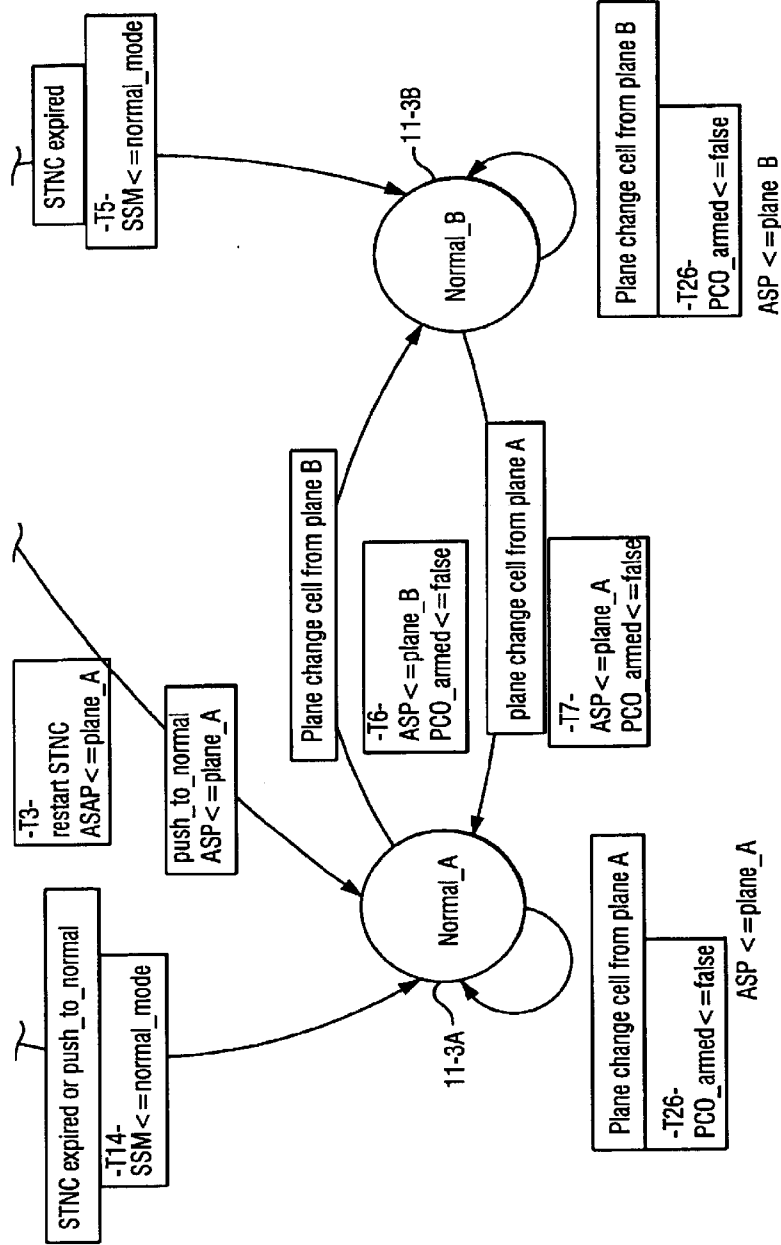 STNC expired or push_to_normal
-T14-
SSM<=normal_mode
-T3-
restart STNC
ASAP<=plane_A
push_to_normal
ASP<=plane_A
STNC expired
-T5-
SSM<=normal_mode
Plane change cell from plane B
-T6-
ASP<=plane_B
PCO_armed<=false
11-3A
Normal_A
Normal_B
11-3B
plane change cell from plane A
-T7-
ASP<=plane_A
PCO_armed<=false
Plane change cell from plane A
-T26-
PCO_armed<=false
ASP <=plane_A
Plane change cell from plane B
-T26-
PCO_armed<=false
ASP <=plane B